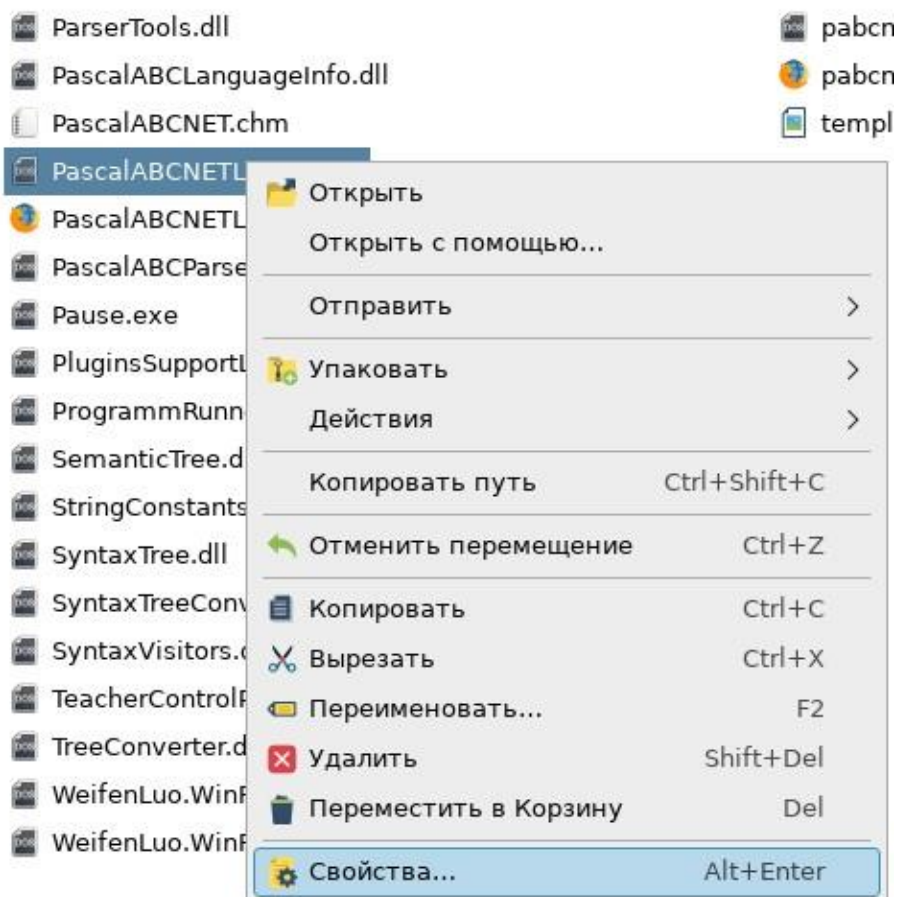 ParserTools.dll
PascalABCLanguageInfo.dll
PascalABCNET.chm
PascalABCNETL
PascalABCNETL
PascalABCParse
Pause.exe
PluginsSupportL
ProgrammRunn
SemanticTree.d
StringConstants
SyntaxTree.dll
SyntaxTreeConv
SyntaxVisitors.d
TeacherControlP
TreeConverter.d
WeifenLuo.WinF
WeifenLuo.WinF
pabcn
pabcn
templ
Открыть
Открыть с помощью...
Отправить
Упаковать
Действия
Копировать путь Ctrl+Shift+C
Отменить перемещение Ctrl+Z
Копировать Ctrl+C
Вырезать Ctrl+X
Переименовать... F2
Удалить Shift+Del
Переместить в Корзину Del
Свойства... Alt+Enter